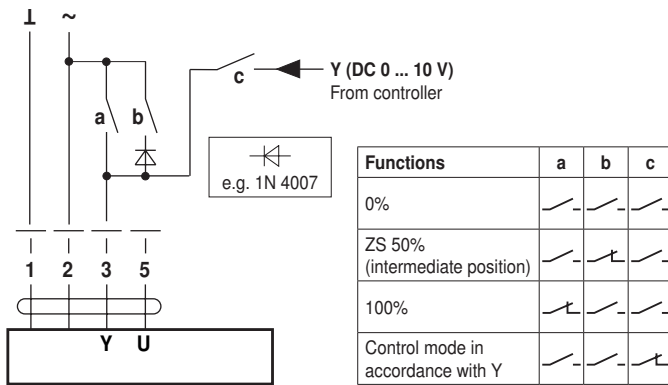 ⊥ ~
a b c
Y (DC 0 ... 10 V)
From controller
e.g. 1N 4007
1 2 3 5
Y U
Functions a b c
0%
ZS 50%
(intermediate position)
100%
Control mode in
accordance with Y